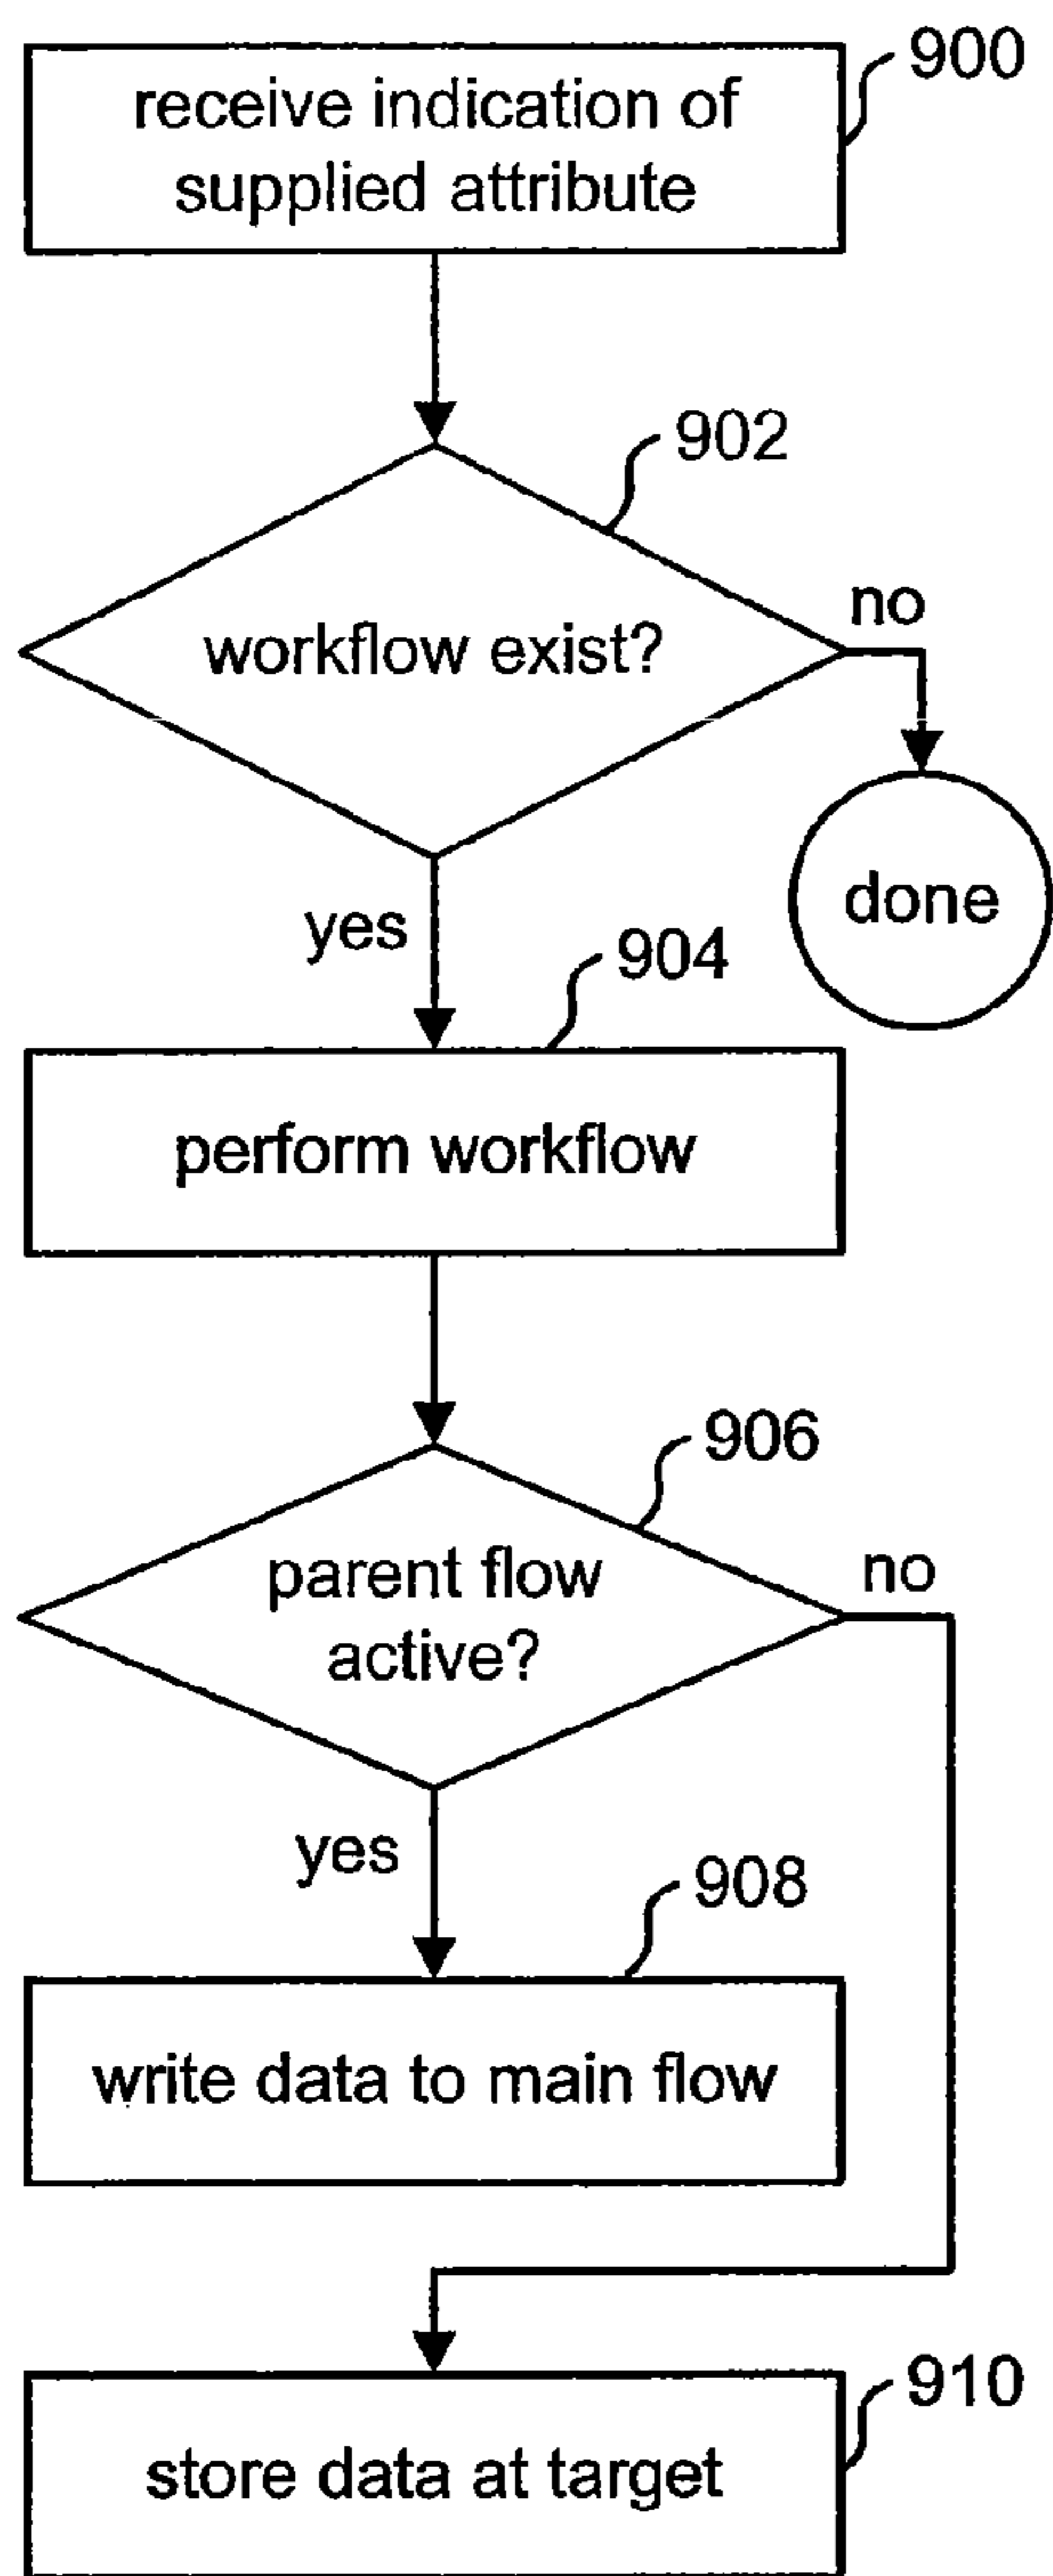 900
receive indication of
supplied attribute
902
workflow exist?
no
done
yes
904
perform workflow
906
parent flow
active?
no
yes
908
write data to main flow
910
store data at target